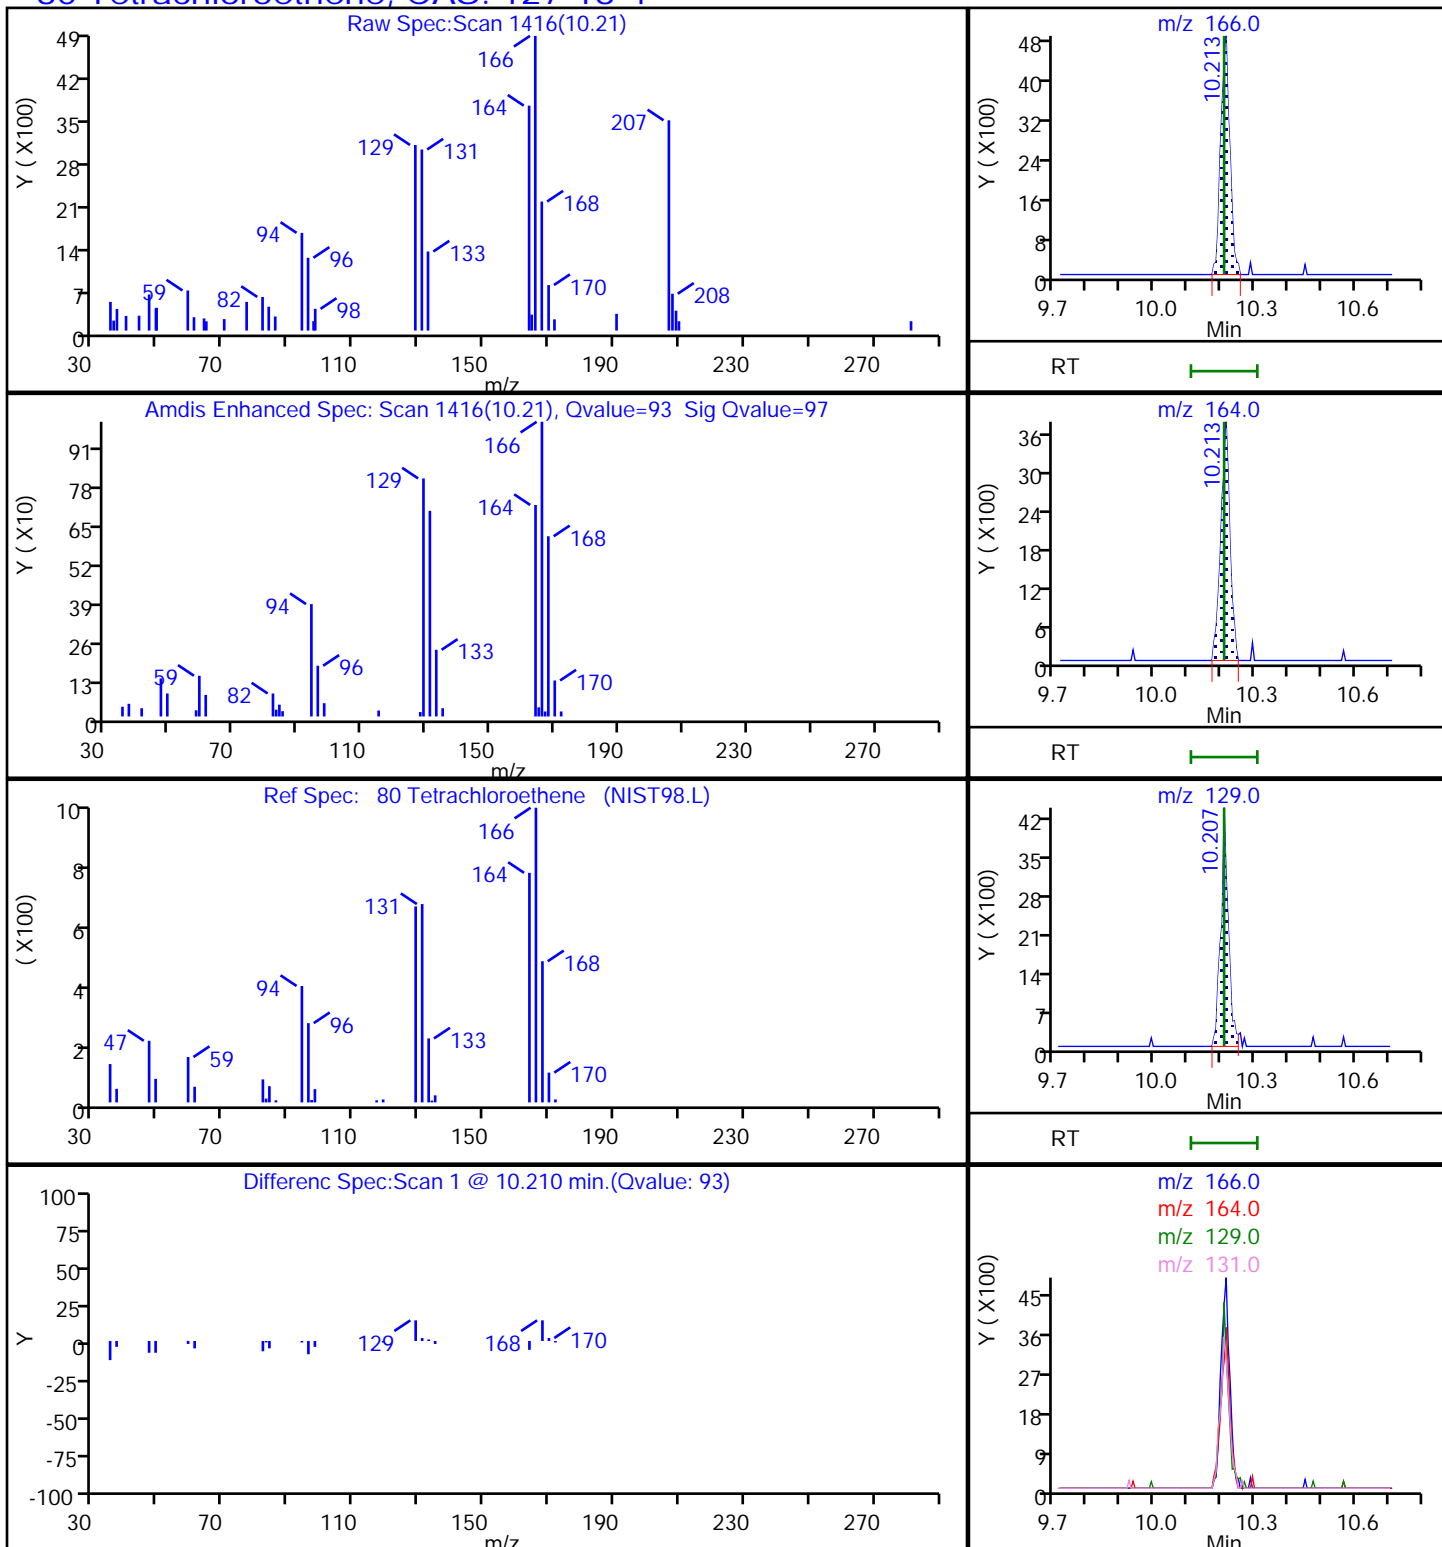 80 Tetrachloroethene, CAS: 127-18-4
Raw Spec:Scan 1416(10.21)
Y ( X100)
49
42
35
28
21
14
7
0
166
164
207
129
131
168
94
96
133
59
82
98
170
208
30 70 110 150 190 230 270
m/z
m/z 166.0
Y ( X100)
48
40
32
24
16
8
0
10.213
9.7 10.0 10.3 10.6
Min
RT
Amdis Enhanced Spec: Scan 1416(10.21), Qvalue=93 Sig Qvalue=97
Y ( X10)
91
78
65
52
39
26
13
0
166
129
164
168
94
133
96
59
82
170
30 70 110 150 190 230 270
m/z
m/z 164.0
Y ( X100)
36
30
24
18
12
6
0
10.213
9.7 10.0 10.3 10.6
Min
RT
Ref Spec: 80 Tetrachloroethene (NIST98.L)
( X100)
10
8
6
4
2
0
166
164
131
168
94
96
47
59
133
170
30 70 110 150 190 230 270
m/z 129.0
Y ( X100)
42
35
28
21
14
7
0
10.207
9.7 10.0 10.3 10.6
Min
RT
Differenc Spec:Scan 1 @ 10.210 min.(Qvalue: 93)
Y
100
75
50
25
0
-25
-50
-75
-100
129
168
170
30 70 110 150 190 230 270
m/z
m/z 166.0
m/z 164.0
m/z 129.0
m/z 131.0
Y ( X100)
45
36
27
18
9
0
9.7 10.0 10.3 10.6
Min